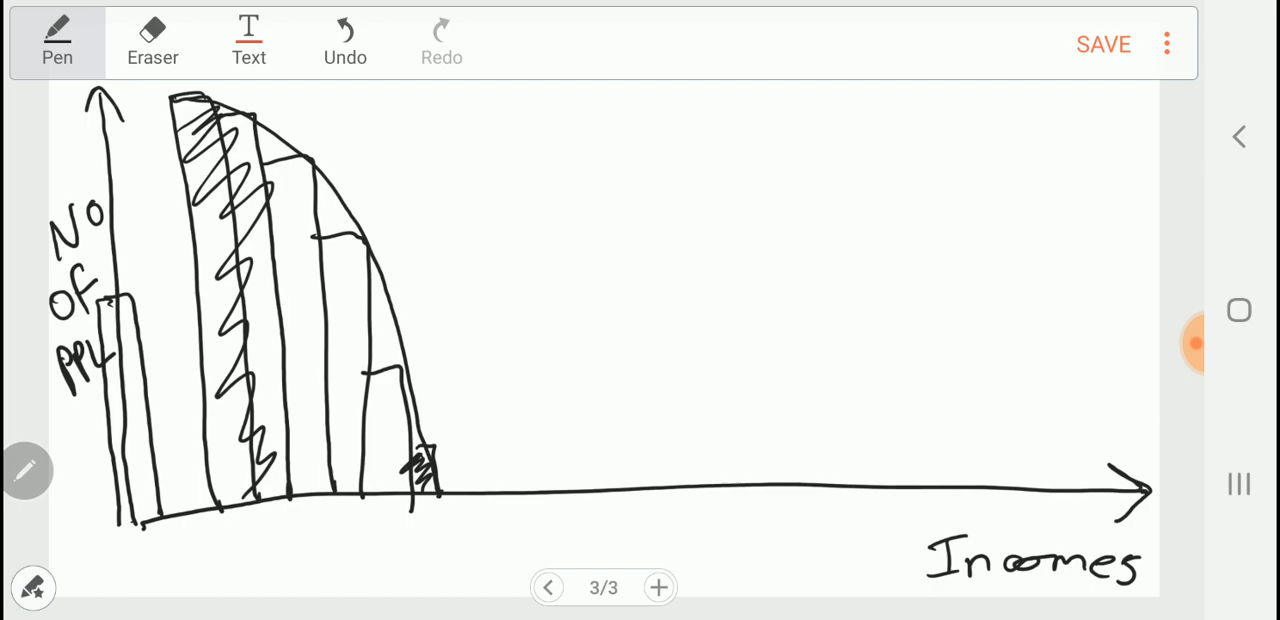 Pen
Eraser
Text
Undo
Redo
SAVE
NO
OF
PPL
Incomes
3/3